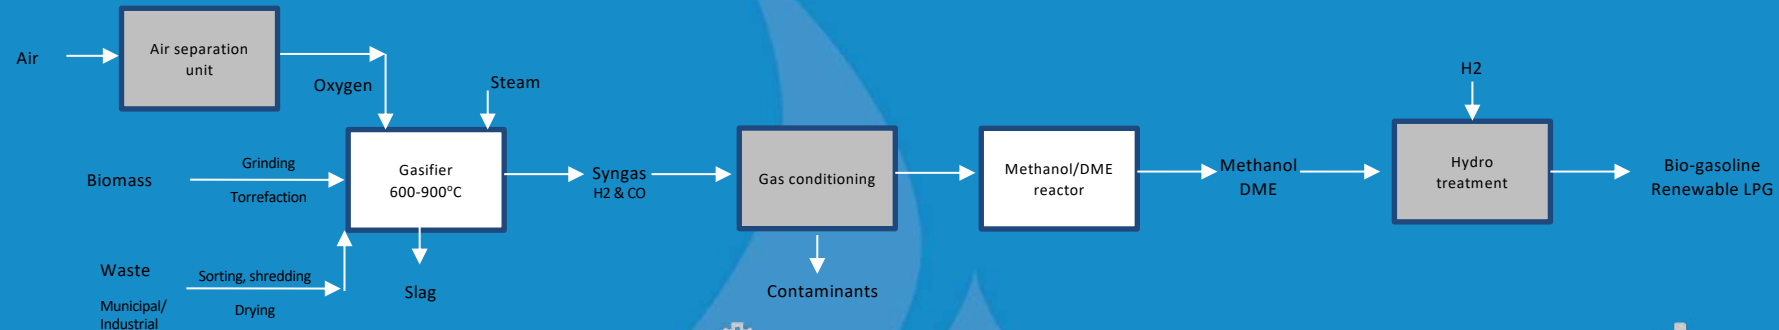 Air
Air separation
unit
Oxygen
Steam
H2
Biomass
Grinding
Torrefaction
Gasifier
600-900°C
Syngas
H2 & CO
Gas conditioning
Methanol/DME
reactor
Methanol
DME
Hydro
treatment
Bio-gasoline
Renewable LPG
Waste
Municipal/
Industrial
Sorting, shredding
Drying
Slag
Contaminants